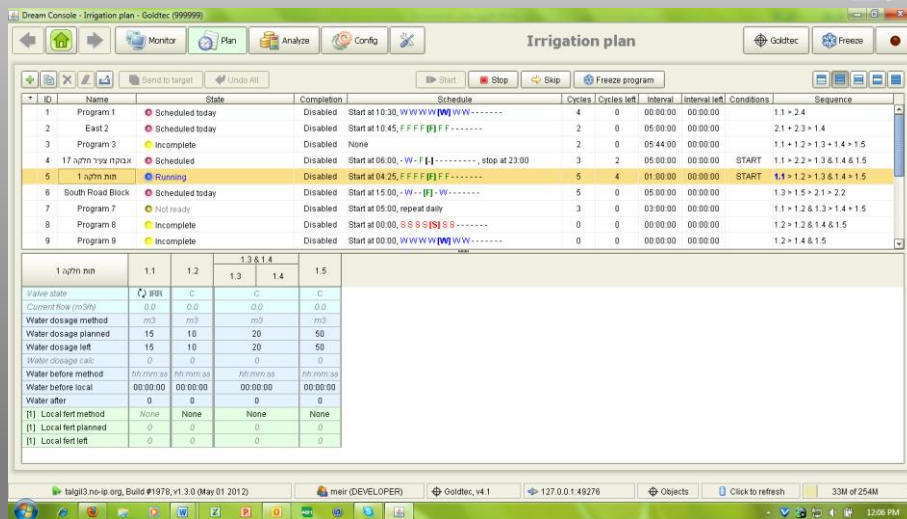 Dream Console - Irrigation plan - Goldtec (999999)
Monitor Plan Analyze Config Irrigation plan Goldtec Freeze
Send to target Undo All Start Stop Skip Freeze program
* ID Name State Completion Schedule Cycles Cycles left Interval Interval left Conditions Sequence
1 Program 1 Scheduled today Disabled Start at 10:30, W W W W [W] W W - - - - - - - 4 0 00:00:00 00:00:00 1.1 > 2.4
2 East 2 Scheduled today Disabled Start at 10:45, F F F F [F] F F - - - - - - - 2 0 05:00:00 00:00:00 2.1 + 2.3 > 1.4
3 Program 3 Incomplete Disabled None 2 0 05:44:00 00:00:00 1.1 + 1.2 > 1.3 + 1.4 > 1.5
4 אבוקדו צעיר חלקה 17 Scheduled Disabled Start at 06:00, - W - F [-] - - - - - - - - - , stop at 23:00 3 2 05:00:00 00:00:00 START 1.1 > 2.2 > 1.3 & 1.4 & 1.5
5 תות חלקה 1 Running Disabled Start at 04:25, F F F F [F] F F - - - - - - - 5 4 01:00:00 00:00:00 START 1.1 > 1.2 > 1.3 & 1.4 > 1.5
6 South Road Block Scheduled today Disabled Start at 15:00, - W - - [F] - W - - - - - - - 5 0 05:00:00 00:00:00 1.3 > 1.5 > 2.1 > 2.2
7 Program 7 Not ready Disabled Start at 05:00, repeat daily 3 0 03:00:00 00:00:00 1.1 > 1.2 & 1.3 > 1.4 + 1.5
8 Program 8 Incomplete Disabled Start at 00:00, S S S S [S] S S - - - - - - - 0 0 00:00:00 00:00:00 1.2 > 1.2 & 1.4 & 1.5
9 Program 9 Incomplete Disabled Start at 00:00, W W W W [W] W W - - - - - - - 0 0 00:00:00 00:00:00 1.2 > 1.4 & 1.5
תות חלקה 1 1.1 1.2 1.3 & 1.4 1.5
1.3 1.4
Valve state IRR C C C
Current flow (m3/h) 0.0 0.0 0.0 0.0
Water dosage method m3 m3 m3 m3
Water dosage planned 15 10 20 50
Water dosage left 15 10 20 50
Water dosage calc 0 0 0 0
Water before method hh:mm:ss hh:mm:ss hh:mm:ss hh:mm:ss
Water before local 00:00:00 00:00:00 00:00:00 00:00:00
Water after 0 0 0 0
[1] Local fert method None None None None
[1] Local fert planned 0 0 0 0
[1] Local fert left 0 0 0 0
talgil3.no-ip.org, Build #1978, v1.3.0 (May 01 2012) meir (DEVELOPER) Goldtec, v4.1 127.0.0.1:49276 Objects Click to refresh 33M of 254M
12:06 PM